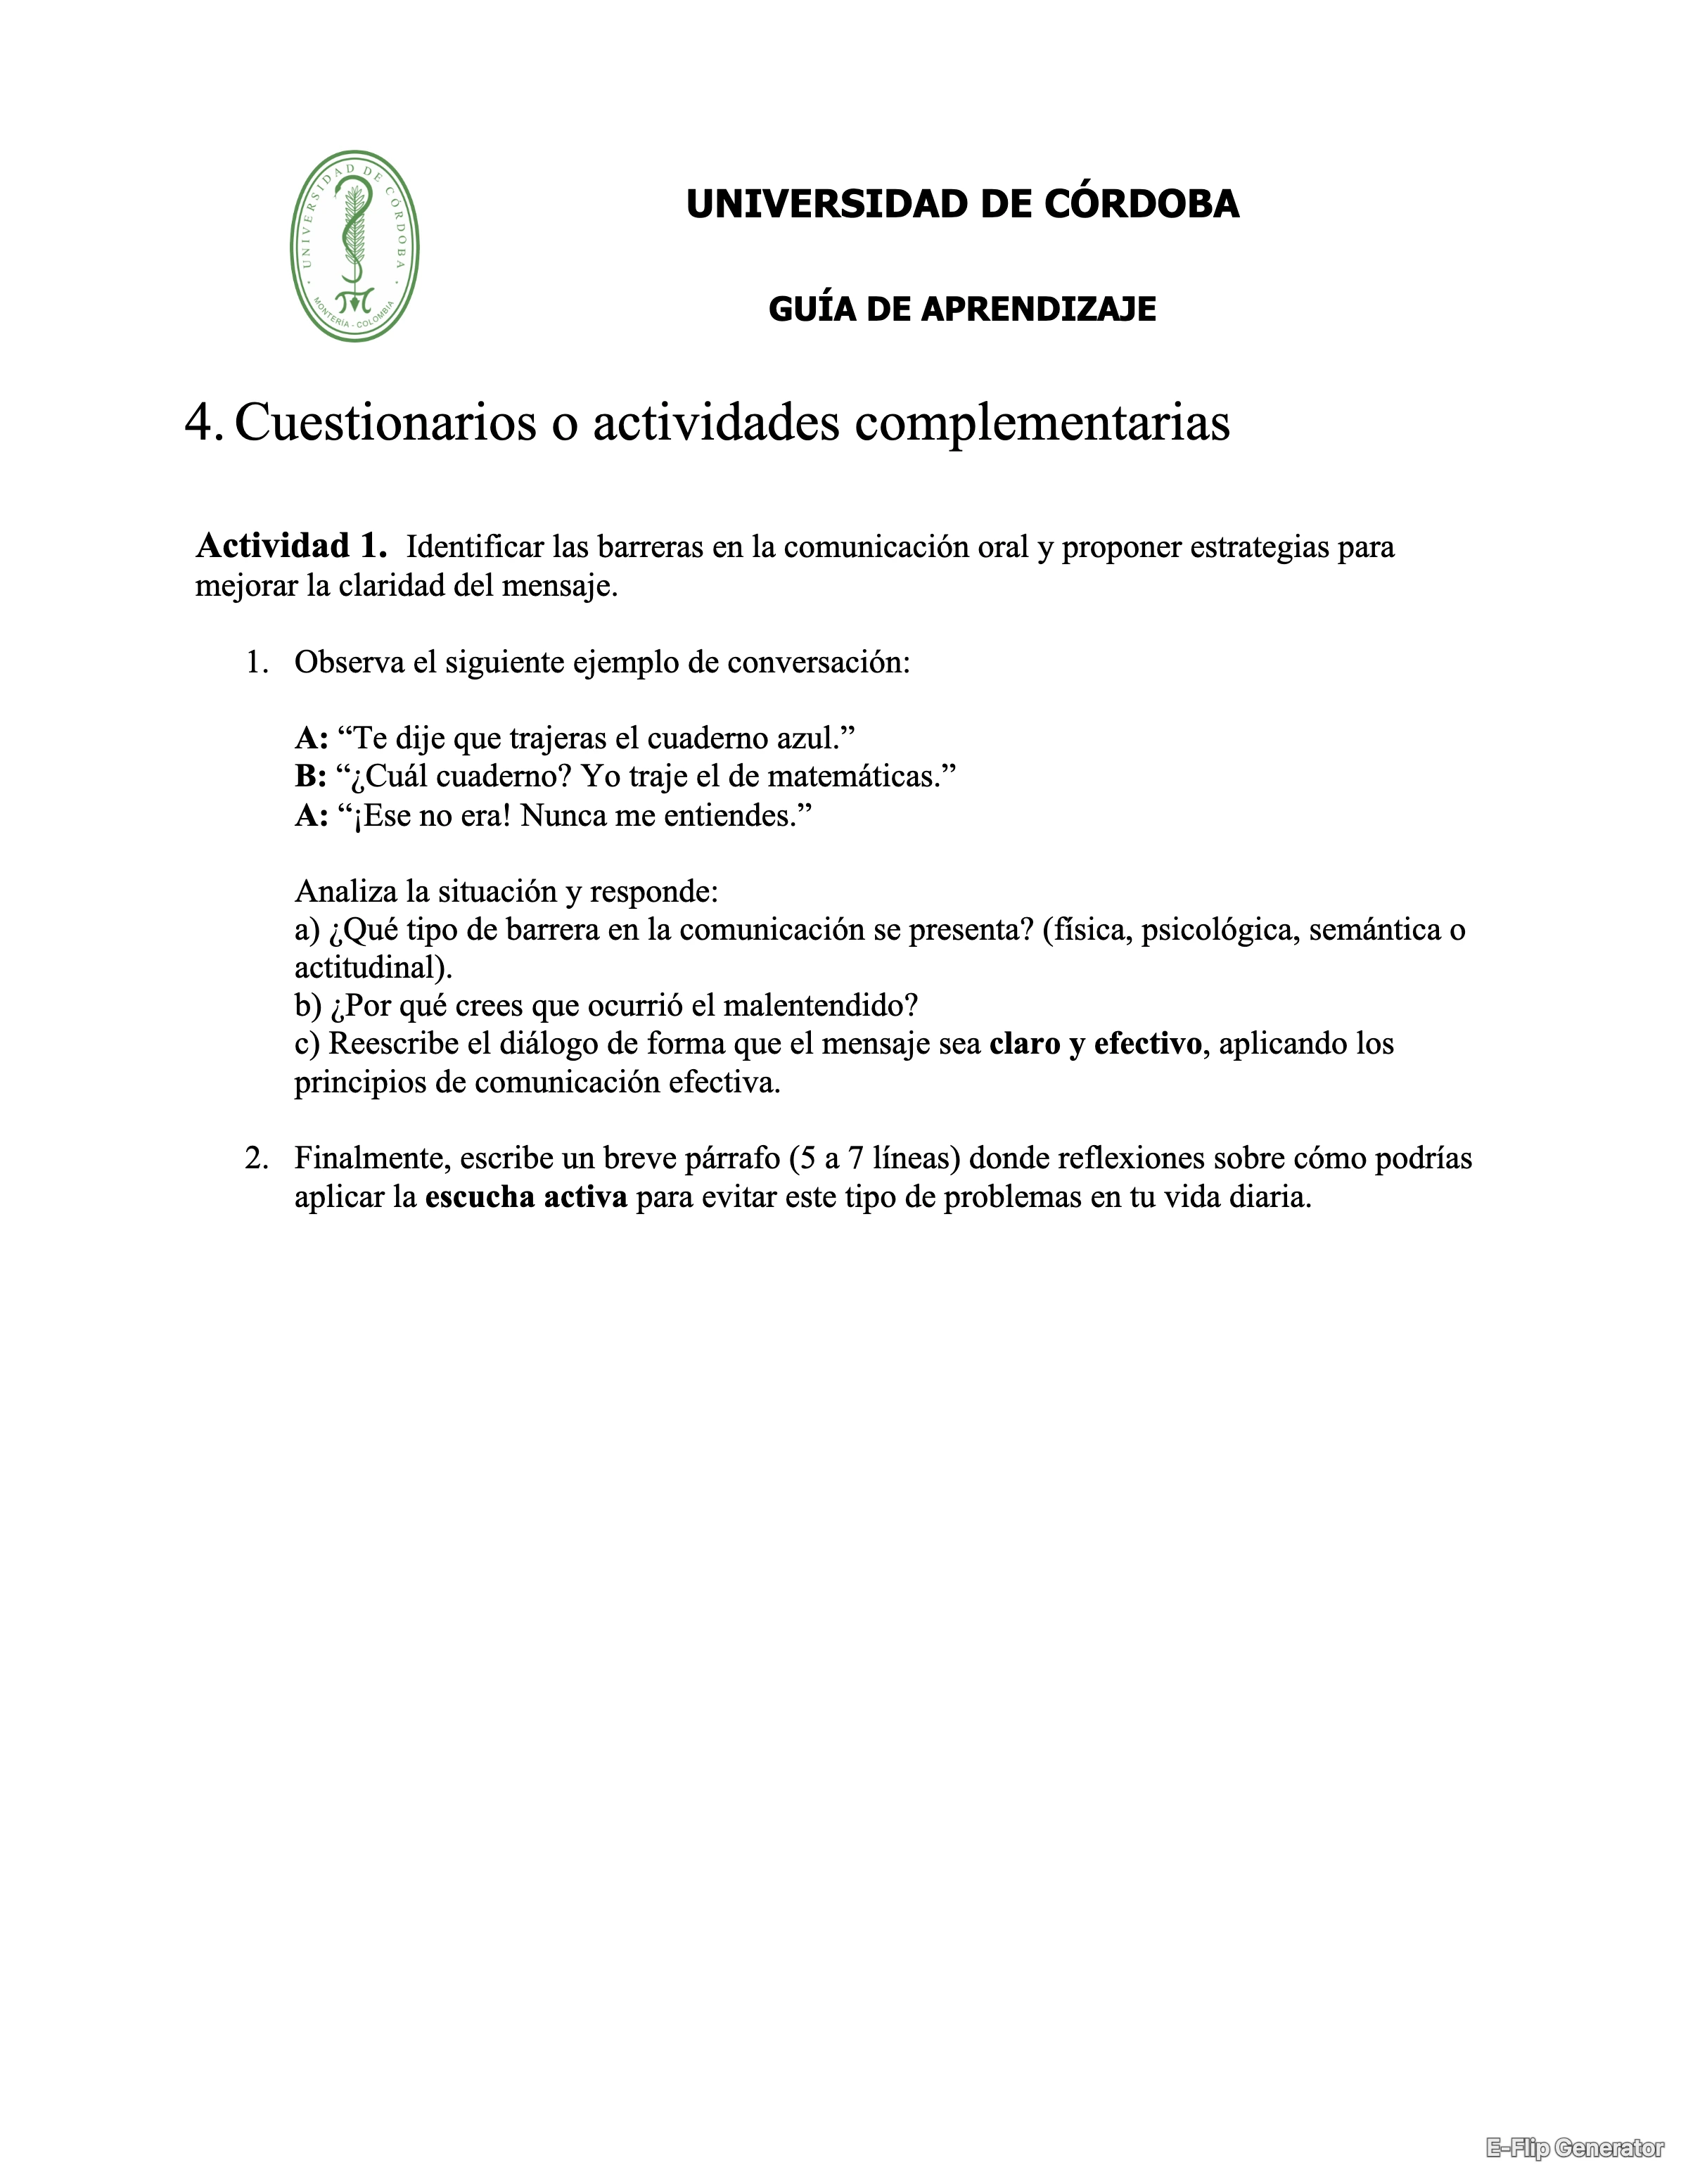 UNIVERSIDAD DE CÓRDOBA
MONTERÍA - COLOMBIA
UNIVERSIDAD DE CÓRDOBA
GUÍA DE APRENDIZAJE
4. Cuestionarios o actividades complementarias
Actividad 1. Identificar las barreras en la comunicación oral y proponer estrategias para
mejorar la claridad del mensaje.
1. Observa el siguiente ejemplo de conversación:
A: “Te dije que trajeras el cuaderno azul.”
B: “¿Cuál cuaderno? Yo traje el de matemáticas.”
A: “¡Ese no era! Nunca me entiendes.”
Analiza la situación y responde:
a) ¿Qué tipo de barrera en la comunicación se presenta? (física, psicológica, semántica o
actitudinal).
b) ¿Por qué crees que ocurrió el malentendido?
c) Reescribe el diálogo de forma que el mensaje sea claro y efectivo, aplicando los
principios de comunicación efectiva.
2. Finalmente, escribe un breve párrafo (5 a 7 líneas) donde reflexiones sobre cómo podrías
aplicar la escucha activa para evitar este tipo de problemas en tu vida diaria.
E-Flip Generator